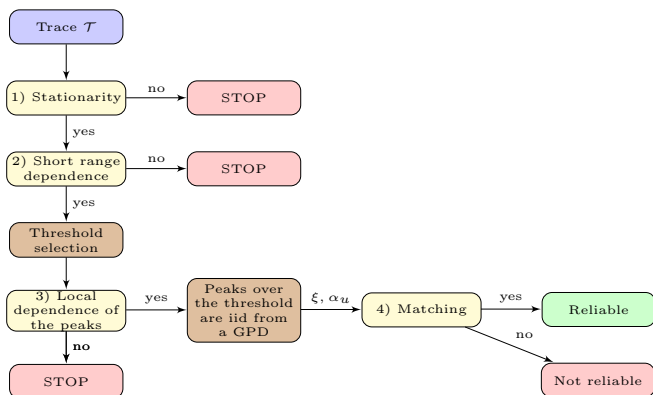 Trace 𝒯
1) Stationarity
no
STOP
yes
2) Short range
dependence
no
STOP
yes
Threshold
selection
3) Local
dependence of
the peaks
yes
Peaks over
the threshold
are iid from
a GPD
ξ, αu
4) Matching
yes
Reliable
no
Not reliable
no
STOP